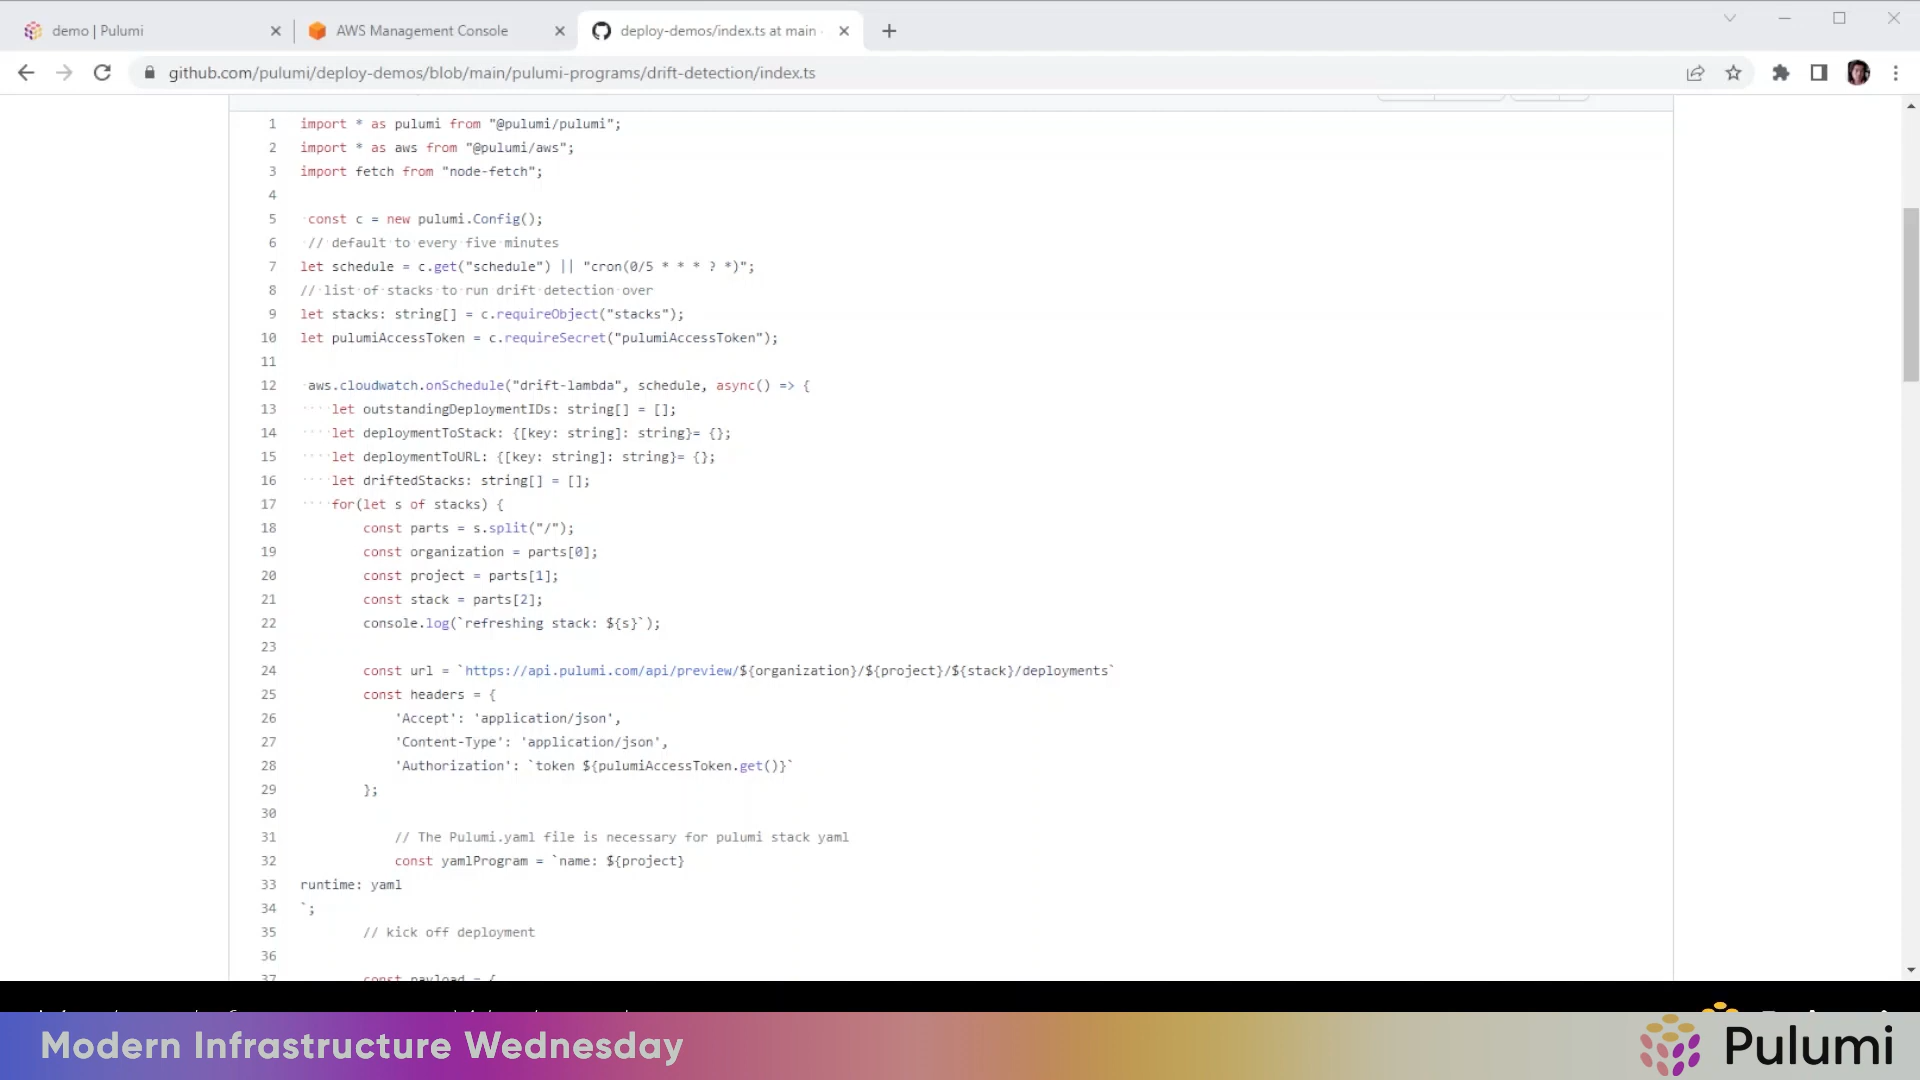 demo | Pulumi
AWS Management Console
deploy-demos/index.ts at main
github.com/pulumi/deploy-demos/blob/main/pulumi-programs/drift-detection/index.ts
1 import * as pulumi from "@pulumi/pulumi";
2 import * as aws from "@pulumi/aws";
3 import fetch from "node-fetch";
4
5 const c = new pulumi.Config();
6 // default to every five minutes
7 let schedule = c.get("schedule") || "cron(0/5 * * * ? *)";
8 // list of stacks to run drift detection over
9 let stacks: string[] = c.requireObject("stacks");
10 let pulumiAccessToken = c.requireSecret("pulumiAccessToken");
11
12 aws.cloudwatch.onSchedule("drift-lambda", schedule, async() => {
13 let outstandingDeploymentIDs: string[] = [];
14 let deploymentToStack: {[key: string]: string}= {};
15 let deploymentToURL: {[key: string]: string}= {};
16 let driftedStacks: string[] = [];
17 for(let s of stacks) {
18 const parts = s.split("/");
19 const organization = parts[0];
20 const project = parts[1];
21 const stack = parts[2];
22 console.log(`refreshing stack: ${s}`);
23
24 const url = `https://api.pulumi.com/api/preview/${organization}/${project}/${stack}/deployments`
25 const headers = {
26 'Accept': 'application/json',
27 'Content-Type': 'application/json',
28 'Authorization': `token ${pulumiAccessToken.get()}`
29 };
30
31 // The Pulumi.yaml file is necessary for pulumi stack yaml
32 const yamlProgram = `name: ${project}
33 runtime: yaml
34 `;
35 // kick off deployment
36
37 const payload = {
Modern Infrastructure Wednesday
Pulumi